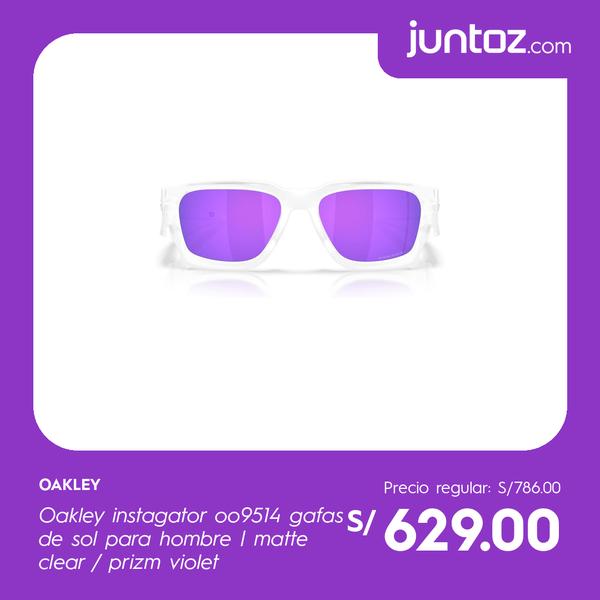 juntoz.com
OAKLEY
Oakley instagator oo9514 gafas
de sol para hombre | matte
clear / prizm violet
Precio regular: S/786.00
S/ 629.00